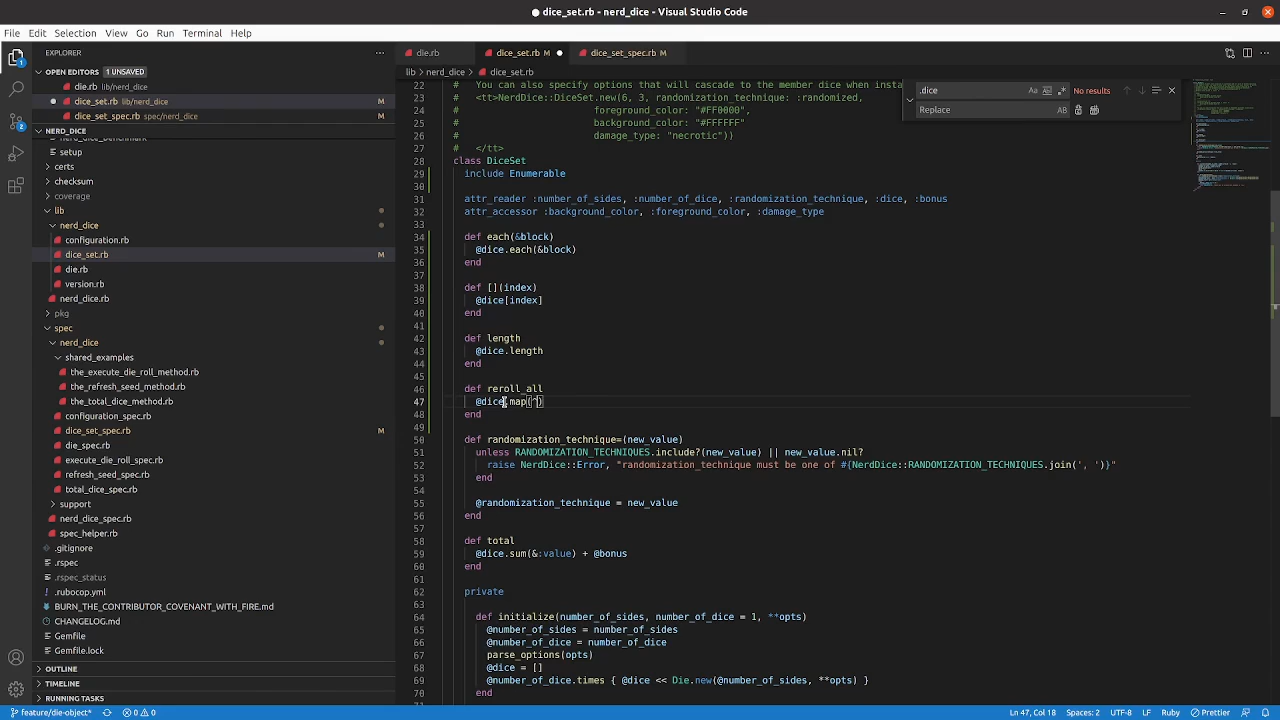 dice_set.rb - nerd_dice - Visual Studio Code
File Edit Selection View Go Run Terminal Help
EXPLORER
die.rb
dice_set.rb M
dice_set_spec.rb M
OPEN EDITORS 1 UNSAVED
die.rb lib/nerd_dice
dice_set.rb lib/nerd_dice M
dice_set_spec.rb spec/nerd_dice M
NERD_DICE
nerd_dice_benchmark
setup
certs
checksum
coverage
lib
nerd_dice
configuration.rb
dice_set.rb M
die.rb
version.rb
nerd_dice.rb
pkg
spec
nerd_dice
shared_examples
the_execute_die_roll_method.rb
the_refresh_seed_method.rb
the_total_dice_method.rb
configuration_spec.rb
dice_set_spec.rb M
die_spec.rb
execute_die_roll_spec.rb
refresh_seed_spec.rb
total_dice_spec.rb
support
nerd_dice_spec.rb
spec_helper.rb
.gitignore
.rspec
.rspec_status
.rubocop.yml
BURN_THE_CONTRIBUTOR_COVENANT_WITH_FIRE.md
CHANGELOG.md
Gemfile
Gemfile.lock
OUTLINE
TIMELINE
RUNNING TASKS
lib > nerd_dice > dice_set.rb
.dice Aa No results
Replace AB
22 # You can also specify options that will cascade to the member dice when inst
23 # <tt>NerdDice::DiceSet.new(6, 3, randomization_technique: :randomized,
24 # foreground_color: "#FF0000",
25 # background_color: "#FFFFFF"
26 # damage_type: "necrotic"))
27 # </tt>
28 class DiceSet
29 include Enumerable
30
31 attr_reader :number_of_sides, :number_of_dice, :randomization_technique, :dice, :bonus
32 attr_accessor :background_color, :foreground_color, :damage_type
33
34 def each(&block)
35 @dice.each(&block)
36 end
37
38 def [](index)
39 @dice[index]
40 end
41
42 def length
43 @dice.length
44 end
45
46 def reroll_all
47 @dice.map{ }
48 end
49
50 def randomization_technique=(new_value)
51 unless RANDOMIZATION_TECHNIQUES.include?(new_value) || new_value.nil?
52 raise NerdDice::Error, "randomization_technique must be one of #{NerdDice::RANDOMIZATION_TECHNIQUES.join(', ')}"
53 end
54
55 @randomization_technique = new_value
56 end
57
58 def total
59 @dice.sum(&:value) + @bonus
60 end
61
62 private
63
64 def initialize(number_of_sides, number_of_dice = 1, **opts)
65 @number_of_sides = number_of_sides
66 @number_of_dice = number_of_dice
67 parse_options(opts)
68 @dice = []
69 @number_of_dice.times { @dice << Die.new(@number_of_sides, **opts) }
70 end
feature/die-object* 0 0 Ln 47, Col 18 Spaces: 2 UTF-8 LF Ruby Prettier